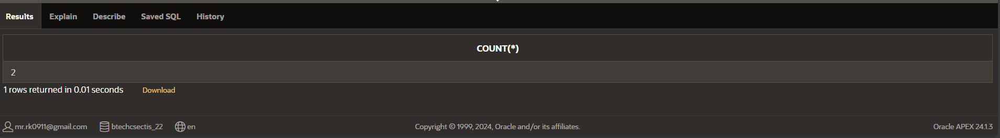 Results Explain Describe Saved SQL History
COUNT(*)
2
1 rows returned in 0.01 seconds Download
mr.rk0911@gmail.com btechcsectis_22 en Copyright © 1999, 2024, Oracle and/or its affiliates. Oracle APEX 24.1.3